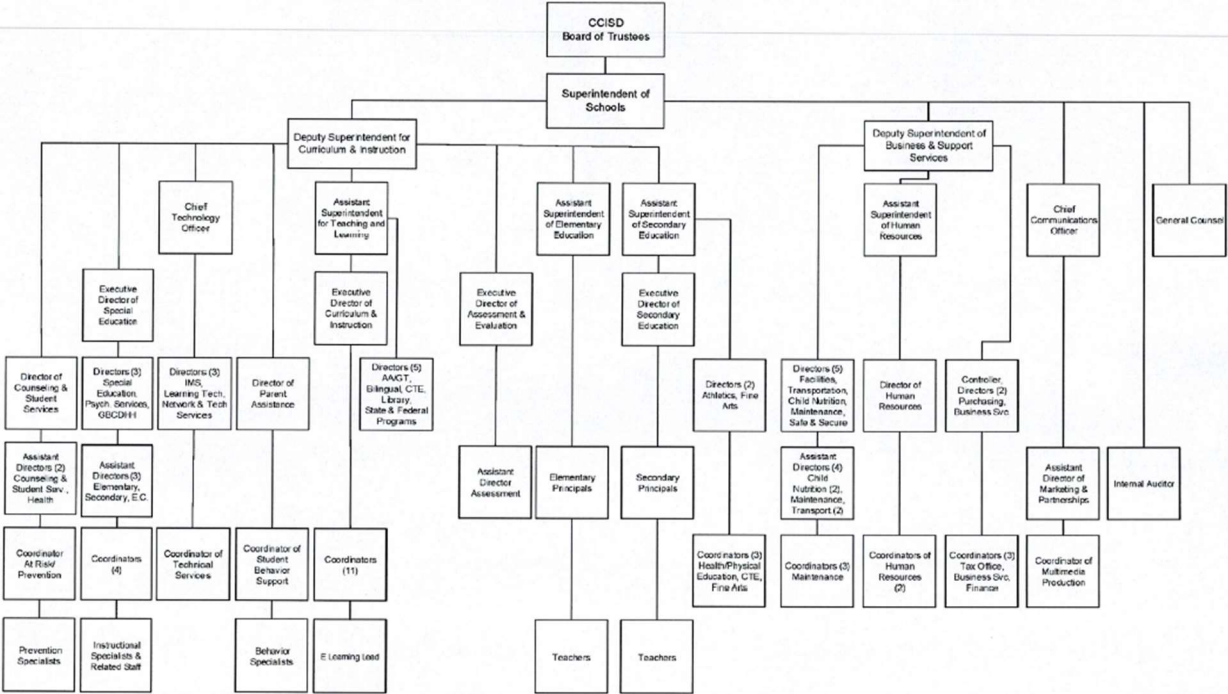 CCISD
Board of Trustees
Superintendent of
Schools
Deputy Superintendent for
Curriculum & Instruction
Deputy Superintendent of
Business & Support
Services
Chief
Technology
Officer
Assistant
Superintendent
for Teaching and
Learning
Assistant
Superintendent
of Elementary
Education
Assistant
Superintendent
of Secondary
Education
Assistant
Superintendent
of Human
Resources
Chief
Communications
Officer
General Counsel
Executive
Director of
Special
Education
Executive
Director of
Curriculum &
Instruction
Executive
Director of
Assessment &
Evaluation
Executive
Director of
Secondary
Education
Director of
Counseling &
Student
Services
Directors (3)
Special
Education,
Psych. Services,
GBCDHH
Directors (3)
IMS,
Learning Tech,
Network & Tech
Services
Director of
Parent
Assistance
Directors (5)
AA/GT,
Bilingual, CTE,
Library,
State & Federal
Programs
Directors (2)
Athletics, Fine
Arts
Directors (5)
Facilities,
Transportation,
Child Nutrition,
Maintenance,
Safe & Secure
Director of
Human
Resources
Controller,
Directors (2)
Purchasing,
Business Svc
Assistant
Directors (2)
Counseling &
Student Serv.,
Health
Assistant
Directors (3)
Elementary,
Secondary, E.C.
Assistant
Director
Assessment
Elementary
Principals
Secondary
Principals
Assistant
Directors (4)
Child
Nutrition (2),
Maintenance,
Transport (2)
Assistant
Director of
Marketing &
Partnerships
Internal Auditor
Coordinator
At Risk/
Prevention
Coordinators
(4)
Coordinator of
Technical
Services
Coordinator of
Student
Behavior
Support
Coordinators
(11)
Coordinators (3)
Health/Physical
Education, CTE,
Fine Arts
Coordinators (3)
Maintenance
Coordinators of
Human
Resources
(2)
Coordinators (3)
Tax Office,
Business Svc,
Finance
Coordinator of
Multimedia
Production
Prevention
Specialists
Instructional
Specialists &
Related Staff
Behavior
Specialists
E Learning Lead
Teachers
Teachers